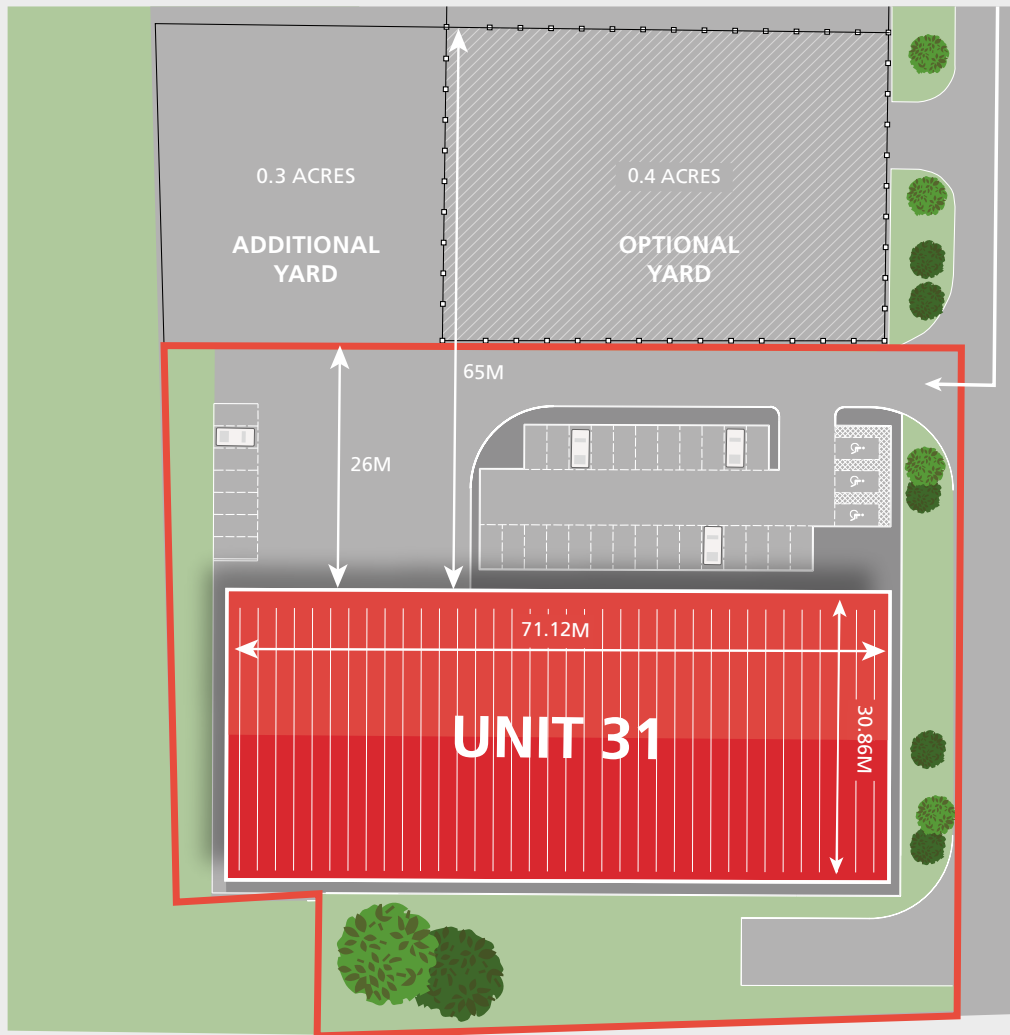 0.3 ACRES
ADDITIONAL
YARD
0.4 ACRES
OPTIONAL
YARD
65M
26M
71.12M
UNIT 31
30.86M